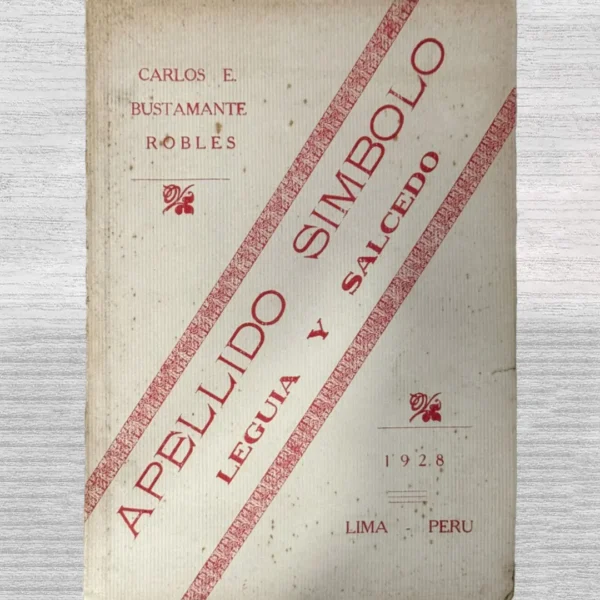 CARLOS E.
BUSTAMANTE
ROBLES
APELLIDO SIMBOLO
LEGUIA Y SALCEDO
1928
LIMA - PERU